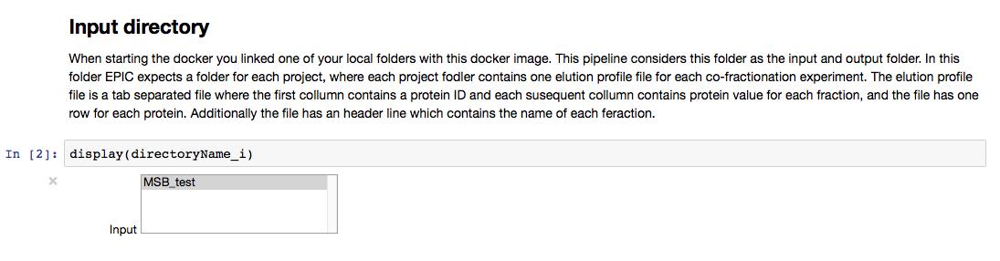 Input directory
When starting the docker you linked one of your local folders with this docker image. This pipeline considers this folder as the input and output folder. In this
folder EPIC expects a folder for each project, where each project fodler contains one elution profile file for each co-fractionation experiment. The elution profile
file is a tab separated file where the first collumn contains a protein ID and each susequent collumn contains protein value for each fraction, and the file has one
row for each protein. Additionally the file has an header line which contains the name of each feraction.
In [2]: display(directoryName_i)
×
MSB_test
Input